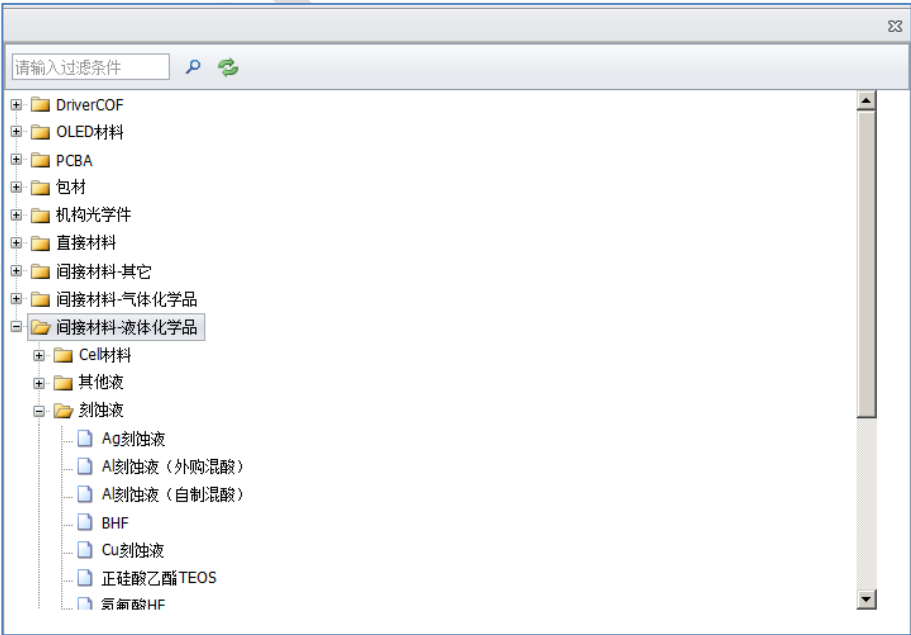 请输入过滤条件
DriverCOF
OLED材料
PCBA
包材
机构光学件
直接材料
间接材料-其它
间接材料-气体化学品
间接材料-液体化学品
Cell材料
其他液
刻蚀液
Ag刻蚀液
Al刻蚀液（外购混酸）
Al刻蚀液（自制混酸）
BHF
Cu刻蚀液
正硅酸乙酯TEOS
氢氟酸HF